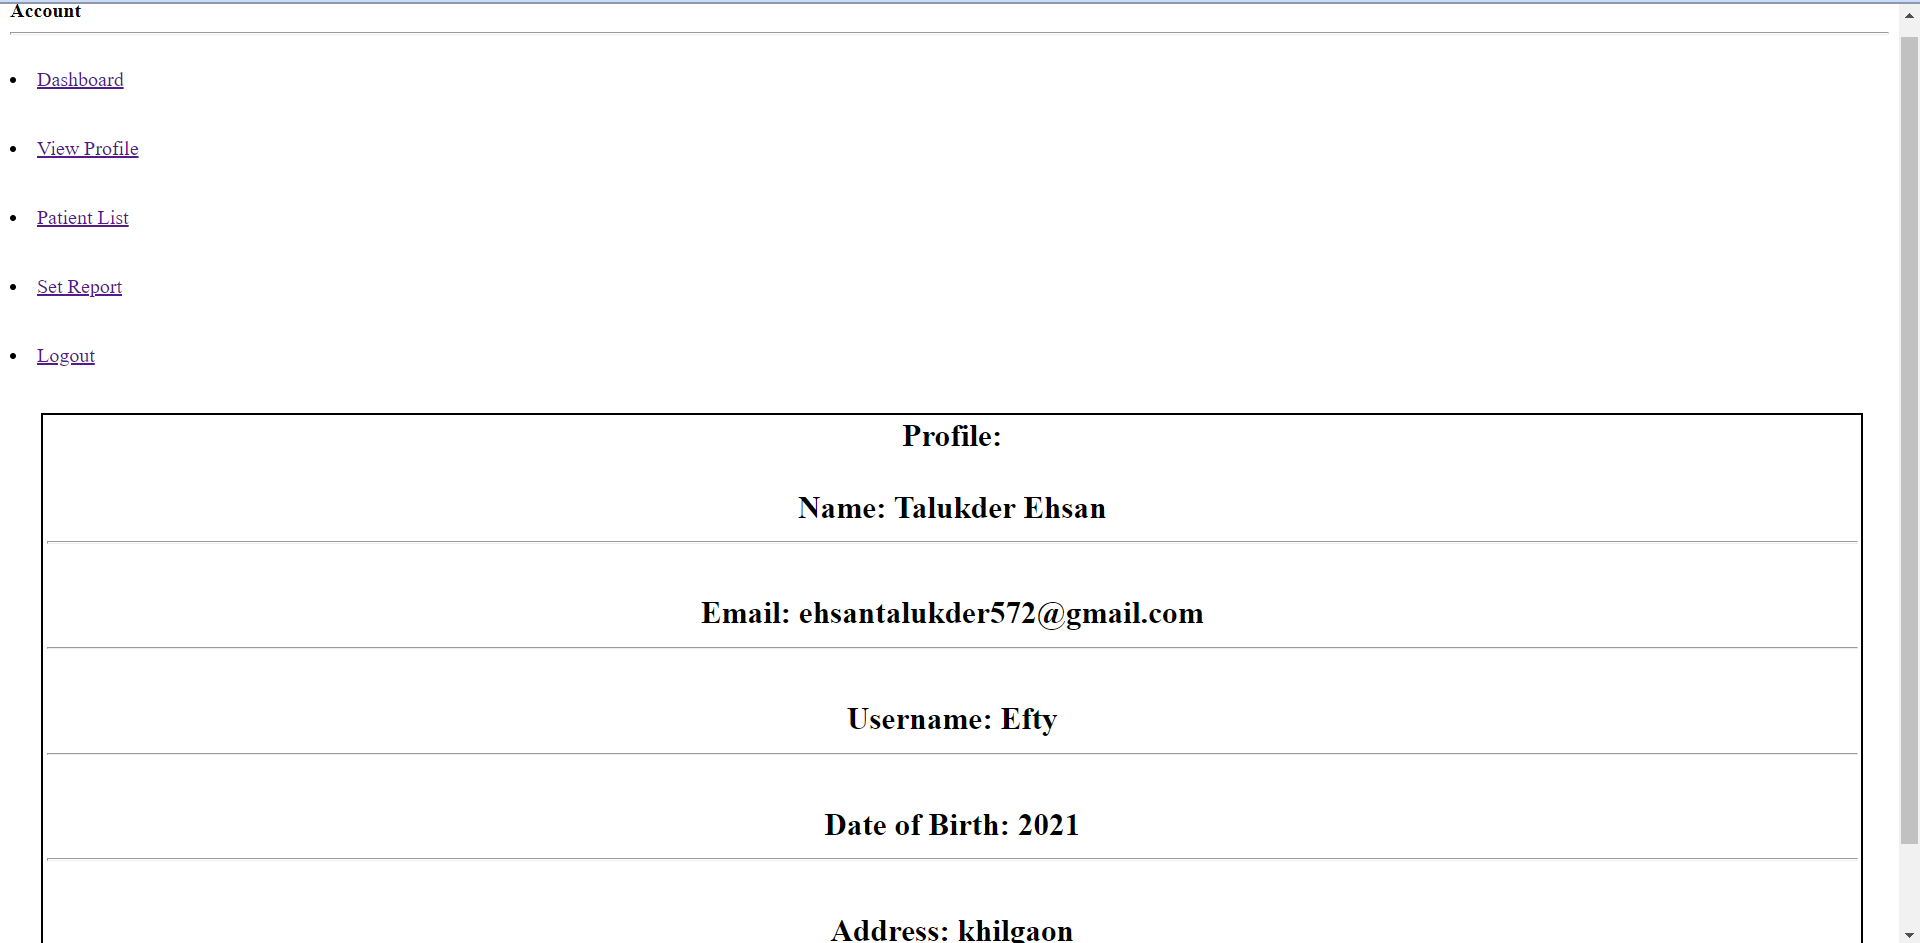 Account
Dashboard
View Profile
Patient List
Set Report
Logout
Profile:
Name: Talukder Ehsan
Email: ehsantalukder572@gmail.com
Username: Efty
Date of Birth: 2021
Address: khilgaon